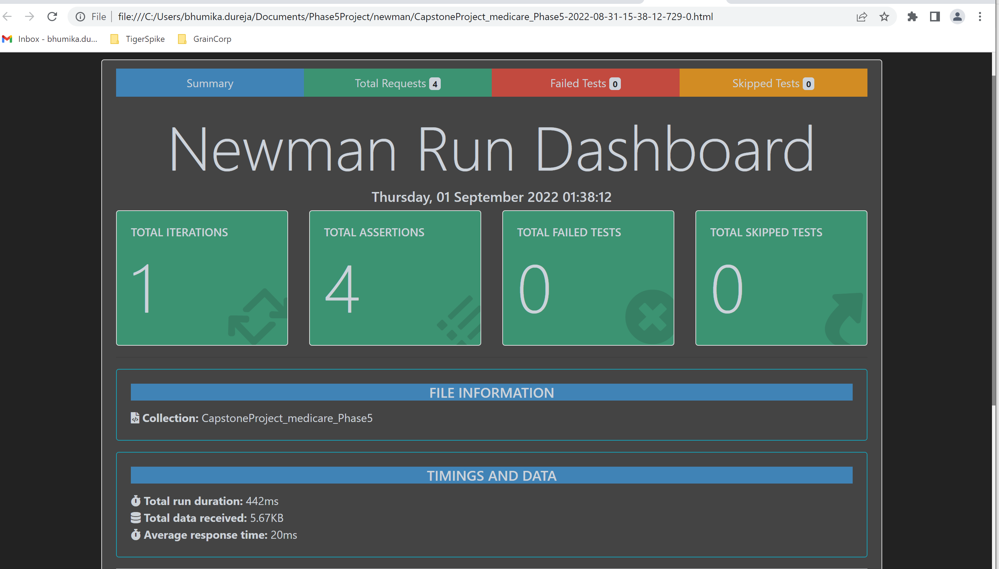 File | file:///C:/Users/bhumika.dureja/Documents/Phase5Project/newman/CapstoneProject_medicare_Phase5-2022-08-31-15-38-12-729-0.html
Inbox - bhumika.du... TigerSpike GrainCorp
Summary Total Requests 4 Failed Tests 0 Skipped Tests 0
Newman Run Dashboard
Thursday, 01 September 2022 01:38:12
TOTAL ITERATIONS TOTAL ASSERTIONS TOTAL FAILED TESTS TOTAL SKIPPED TESTS
1 4 0 0
FILE INFORMATION
Collection: CapstoneProject_medicare_Phase5
TIMINGS AND DATA
Total run duration: 442ms
Total data received: 5.67KB
Average response time: 20ms